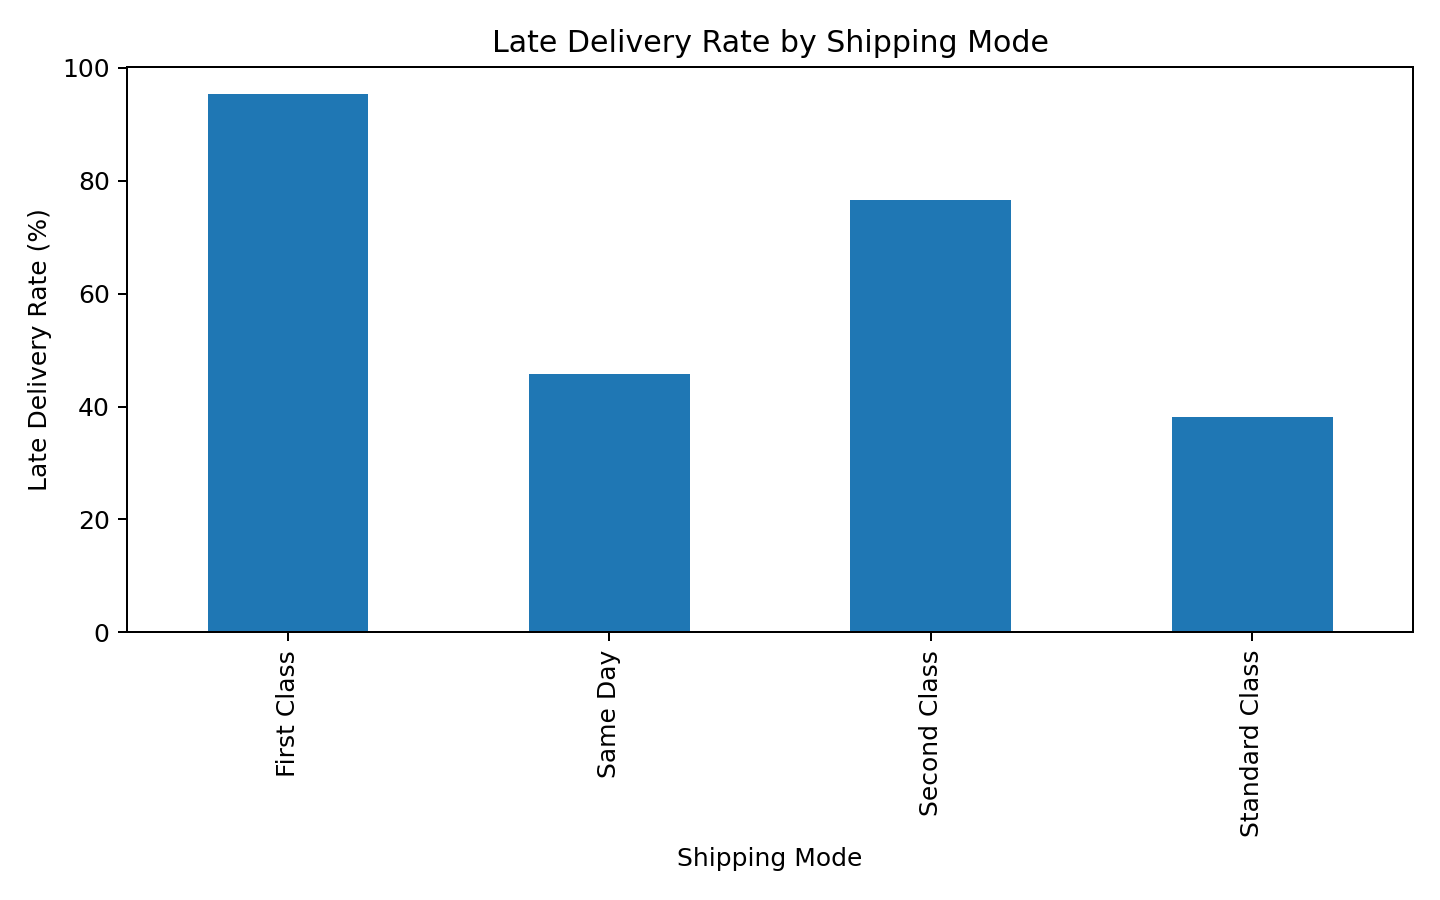 Late Delivery Rate by Shipping Mode
Late Delivery Rate (%)
100
80
60
40
20
0
First Class
Same Day
Second Class
Standard Class
Shipping Mode